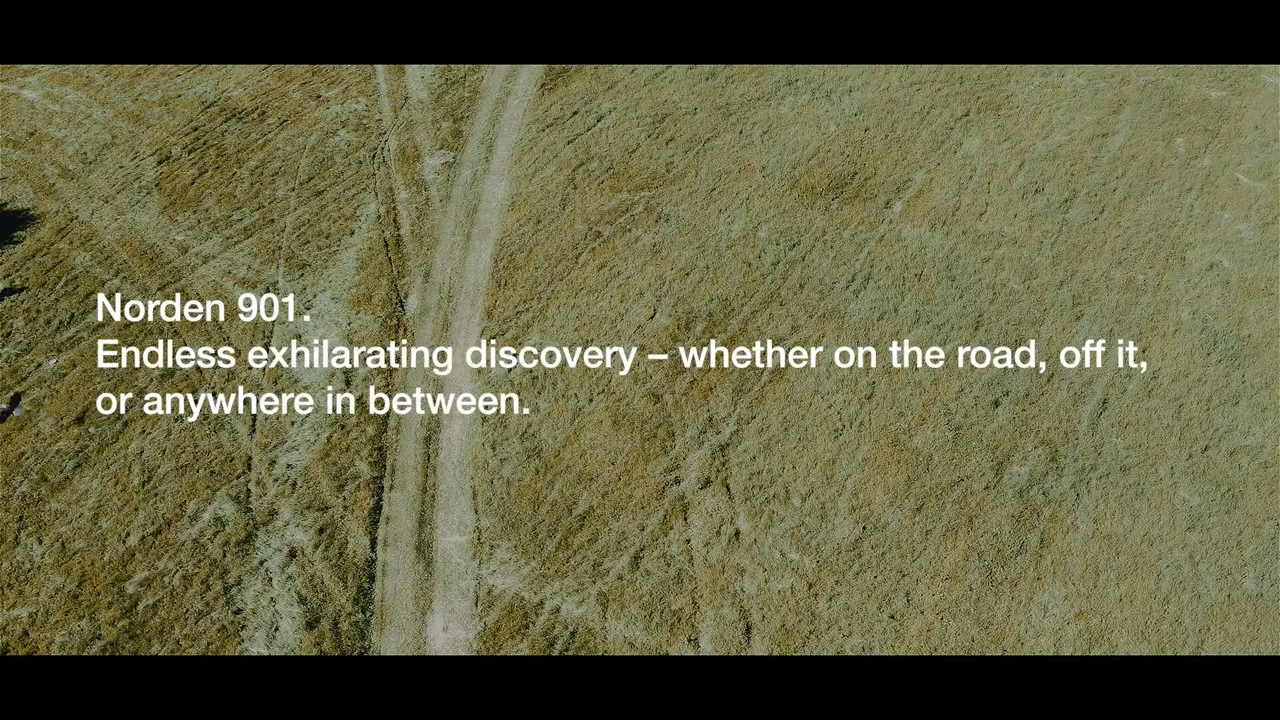 Norden 901.
Endless exhilarating discovery – whether on the road, off it,
or anywhere in between.